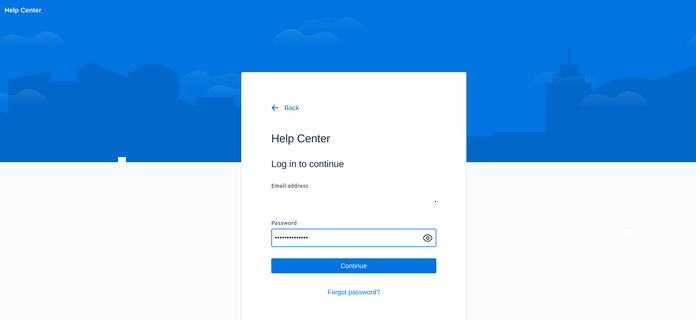 Help Center
Back
Help Center
Log in to continue
Email address
Password
••••••••••••••
Continue
Forgot password?